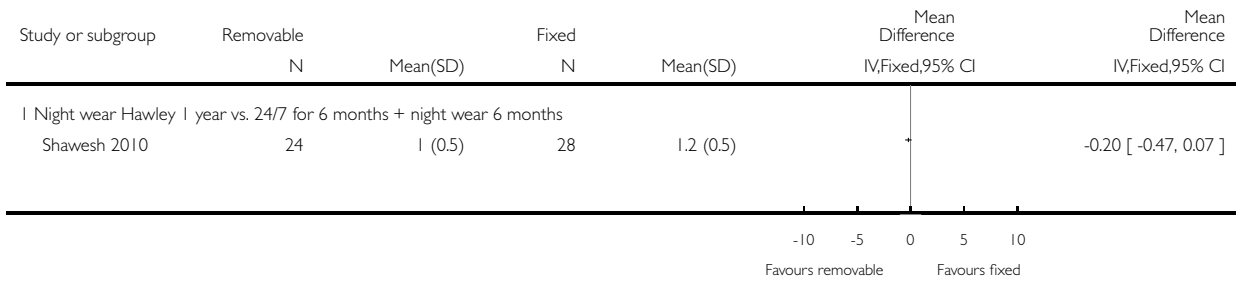 Study or subgroup Removable Fixed Mean Difference Mean Difference
N Mean(SD) N Mean(SD) IV,Fixed,95% CI IV,Fixed,95% CI
1 Night wear Hawley 1 year vs. 24/7 for 6 months + night wear 6 months
Shawesh 2010 24 1 (0.5) 28 1.2 (0.5) -0.20 [ -0.47, 0.07 ]
-10 -5 0 5 10
Favours removable Favours fixed